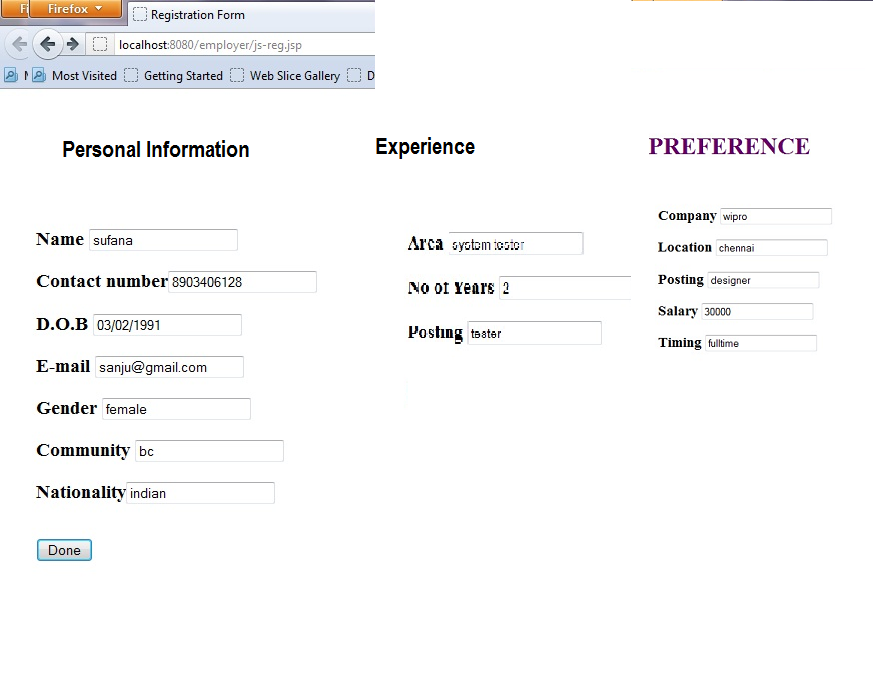 Fi Firefox Registration Form
localhost:8080/employer/js-reg.jsp
Most Visited Getting Started Web Slice Gallery D
Personal Information
Name sufana
Contact number 8903406128
D.O.B 03/02/1991
E-mail sanju@gmail.com
Gender female
Community bc
Nationality indian
Done
Experience
Area system tester
No of Years 2
Posting tester
PREFERENCE
Company wipro
Location chennai
Posting designer
Salary 30000
Timing fulltime